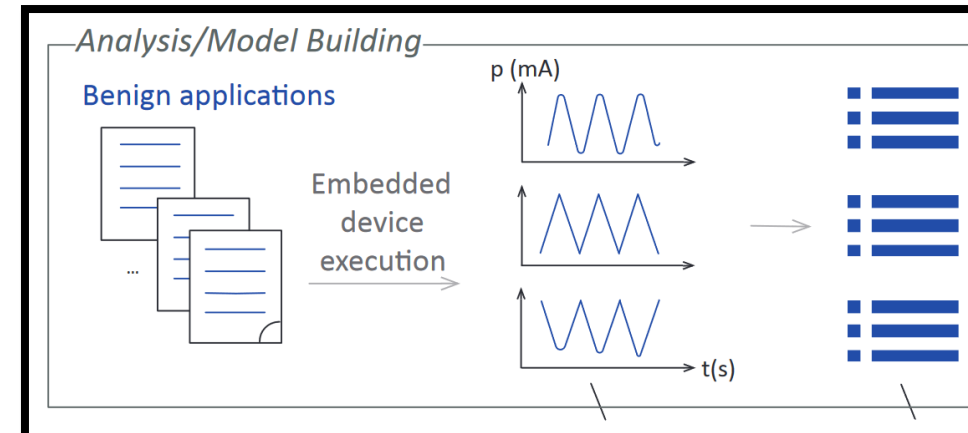 Analysis/Model Building
p (mA)
Benign applications
Embedded
device
execution
...
t(s)